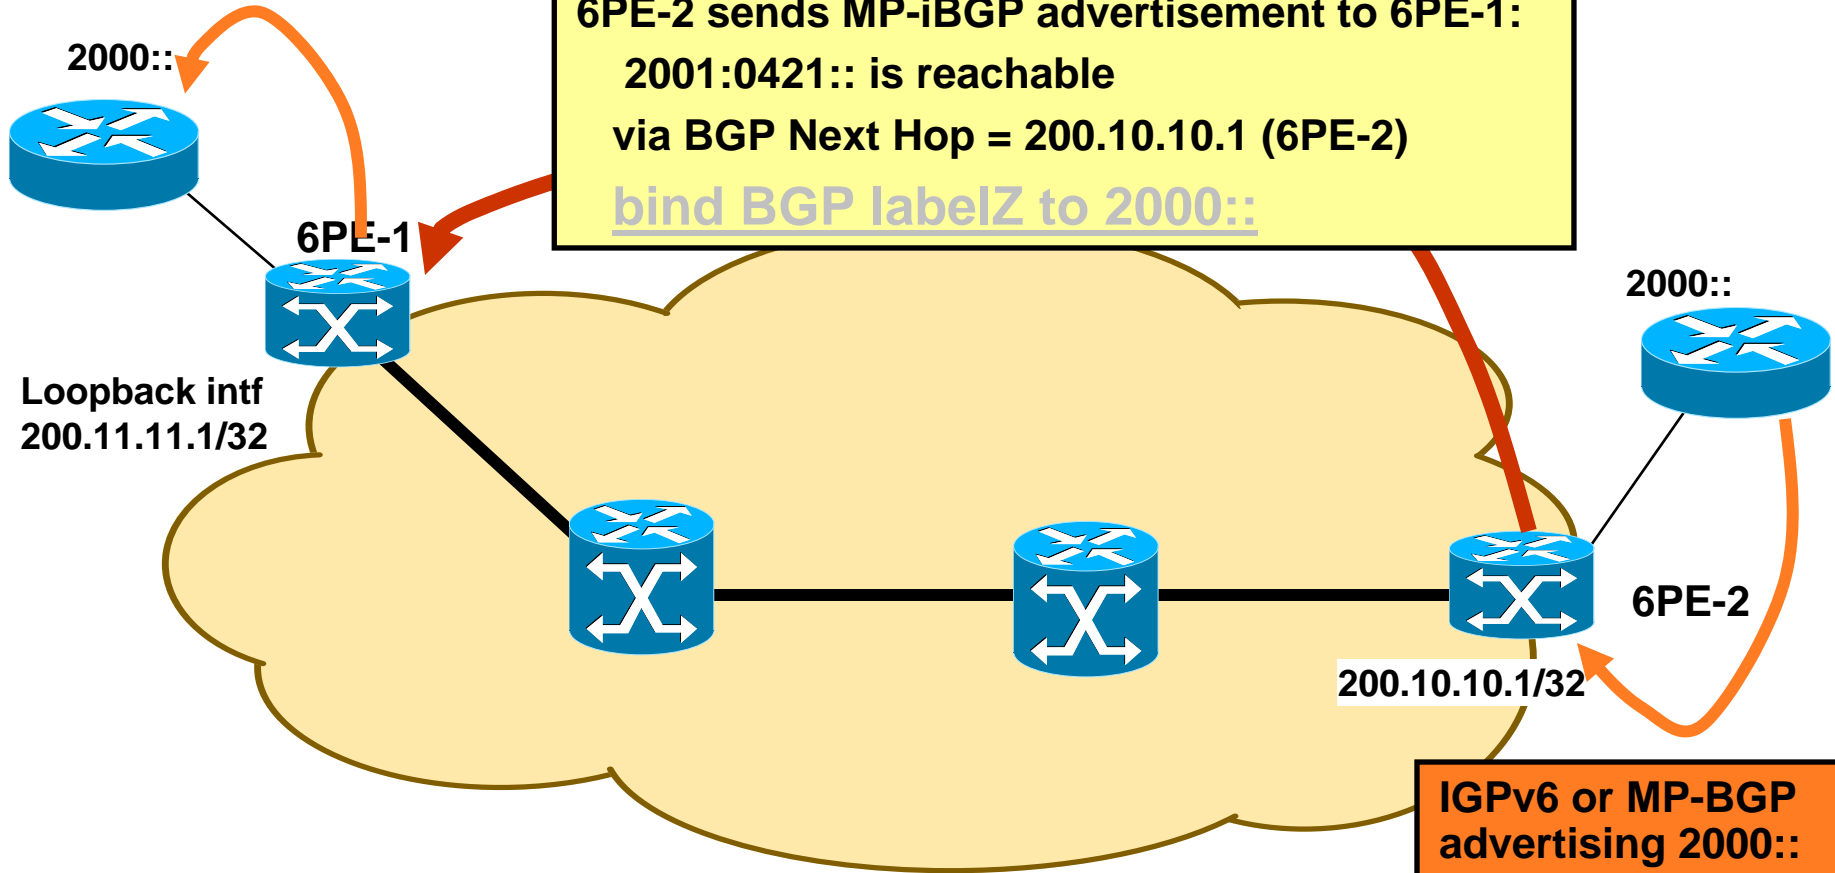 6PE-2 sends MP-iBGP advertisement to 6PE-1:
2001:0421:: is reachable
via BGP Next Hop = 200.10.10.1 (6PE-2)
bind BGP labelZ to 2000::
2000::
6PE-1
Loopback intf
200.11.11.1/32
2000::
6PE-2
200.10.10.1/32
IGPv6 or MP-BGP
advertising 2000::